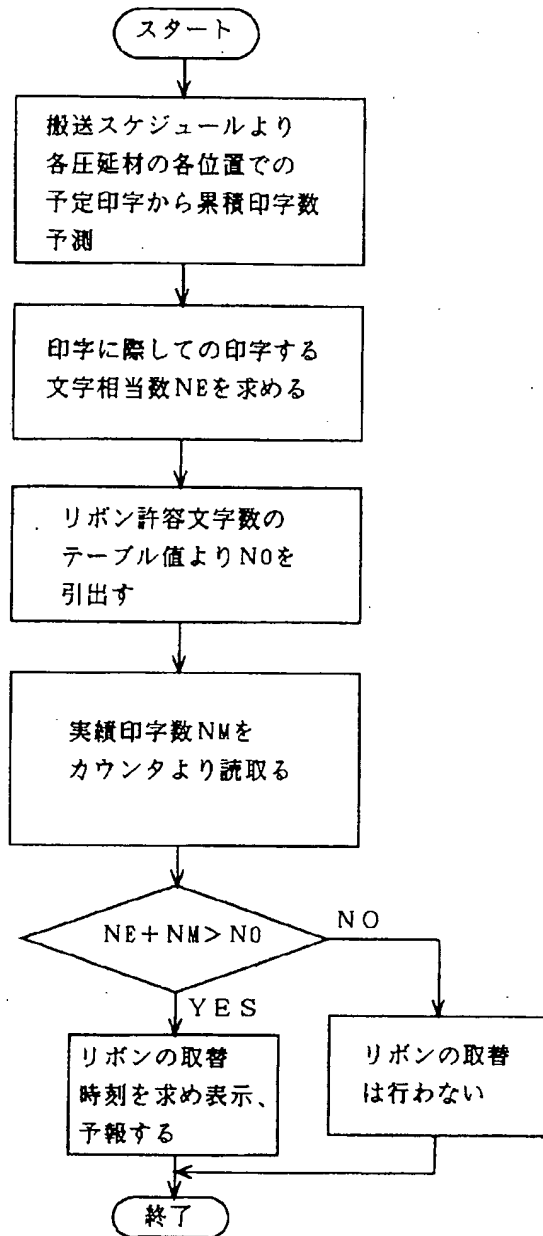 スタート
搬送スケジュールより
各圧延材の各位置での
予定印字から累積印字数
予測
印字に際しての印字する
文字相当数NEを求める
リボン許容文字数の
テーブル値よりN0を
引出す
実績印字数NMを
カウンタより読取る
NE+NM>N0
NO
YES
リボンの取替
時刻を求め表示、
予報する
リボンの取替
は行わない
終了